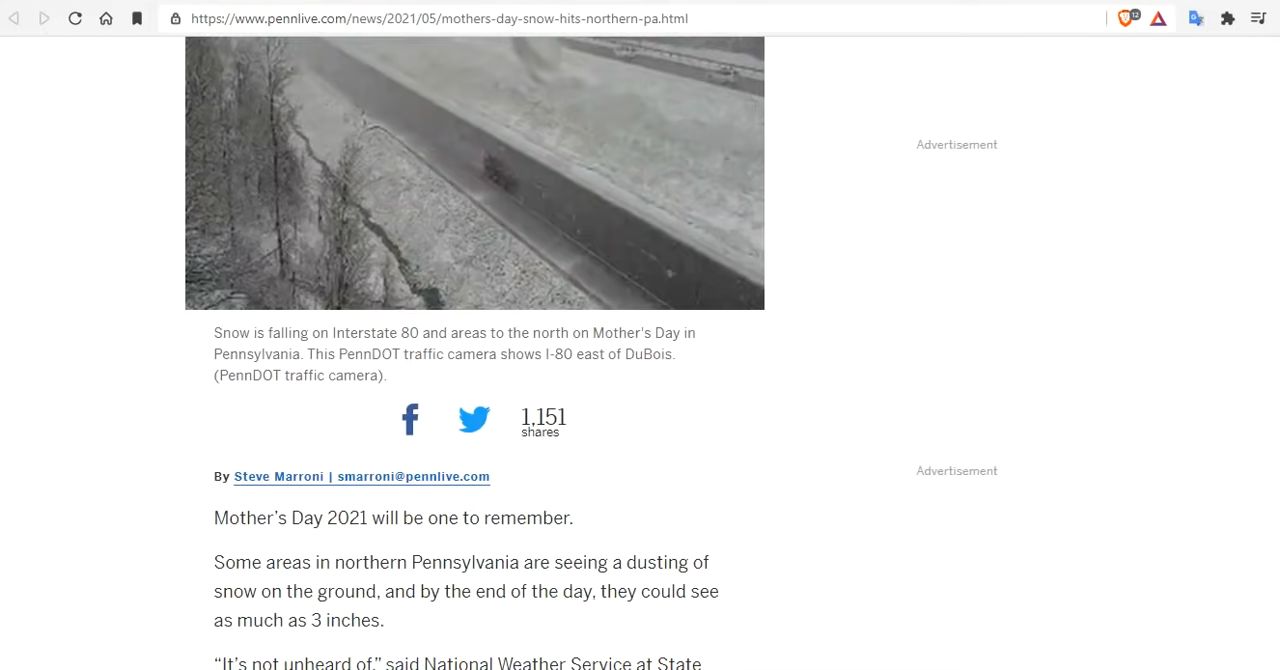 https://www.pennlive.com/news/2021/05/mothers-day-snow-hits-northern-pa.html
12
Advertisement
Snow is falling on Interstate 80 and areas to the north on Mother's Day in
Pennsylvania. This PennDOT traffic camera shows I-80 east of DuBois.
(PennDOT traffic camera).
1,151
shares
By Steve Marroni | smarroni@pennlive.com
Advertisement
Mother’s Day 2021 will be one to remember.
Some areas in northern Pennsylvania are seeing a dusting of
snow on the ground, and by the end of the day, they could see
as much as 3 inches.
“It’s not unheard of,” said National Weather Service at State